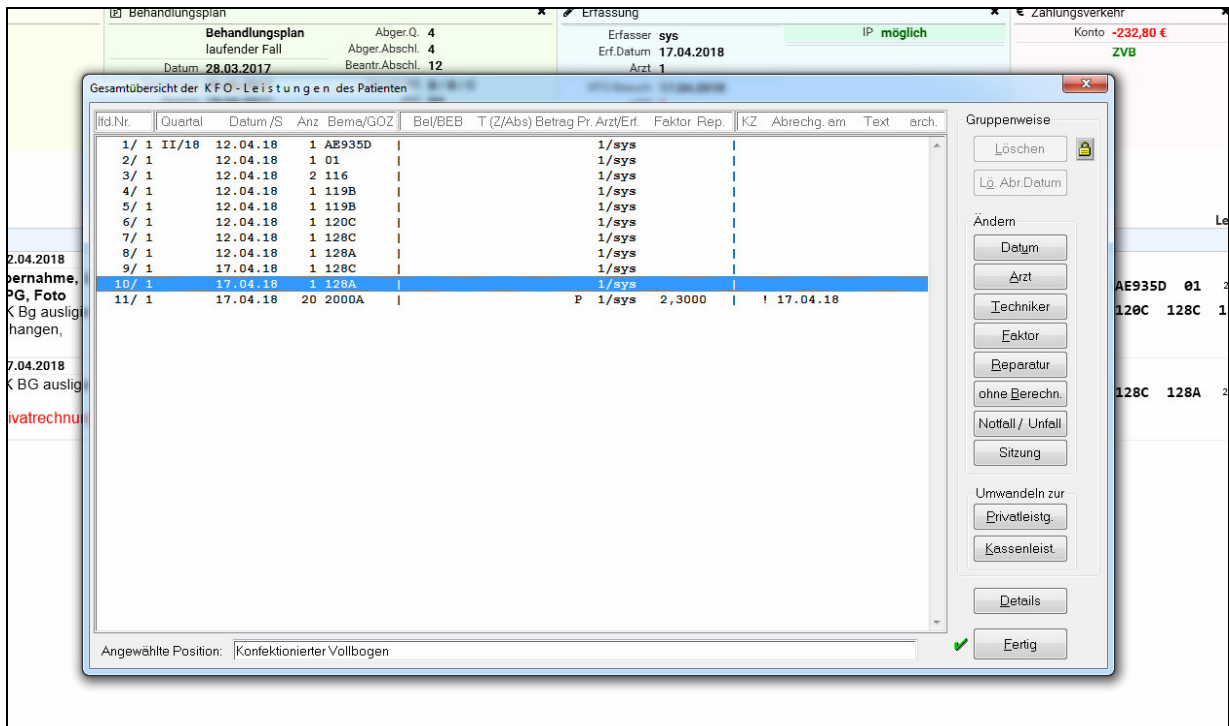 Behandlungsplan
Erfassung
€ Zahlungsverkehr
Behandlungsplan Abger.Q. 4
laufender Fall Abger.Abschl. 4
Datum 28.03.2017 Beantr.Abschl. 12
Erfasser sys
Erf.Datum 17.04.2018
Arzt 1
IP möglich
Konto -232,80 €
ZVB
Gesamtübersicht der KFO-Leistungen des Patienten
lfd.Nr. Quartal Datum /S Anz Bema/GOZ Bel/BEB T (Z/Abs) Betrag Pr. Arzt/Erf. Faktor Rep. KZ Abrechg. am Text arch.
1/ 1 II/18 12.04.18 1 AE935D | 1/sys |
2/ 1 12.04.18 1 01 | 1/sys |
3/ 1 12.04.18 2 116 | 1/sys |
4/ 1 12.04.18 1 119B | 1/sys |
5/ 1 12.04.18 1 119B | 1/sys |
6/ 1 12.04.18 1 120C | 1/sys |
7/ 1 12.04.18 1 128C | 1/sys |
8/ 1 12.04.18 1 128A | 1/sys |
9/ 1 17.04.18 1 128C | 1/sys |
10/ 1 17.04.18 1 128A | 1/sys |
11/ 1 17.04.18 20 2000A | P 1/sys 2,3000 | ! 17.04.18
Gruppenweise
Löschen
Lö. Abr.Datum
Ändern
Datum
Arzt
Techniker
Faktor
Reparatur
ohne Berechn.
Notfall / Unfall
Sitzung
Umwandeln zur
Privatleistg.
Kassenleist.
Details
Fertig
Angewählte Position: Konfektionierter Vollbogen
2.04.2018
bernahme,
PG, Foto
K Bg auslig
hangen,
7.04.2018
K BG auslig
ivatrechnu
Le
AE935D 01 2
120C 128C 1
128C 128A 2